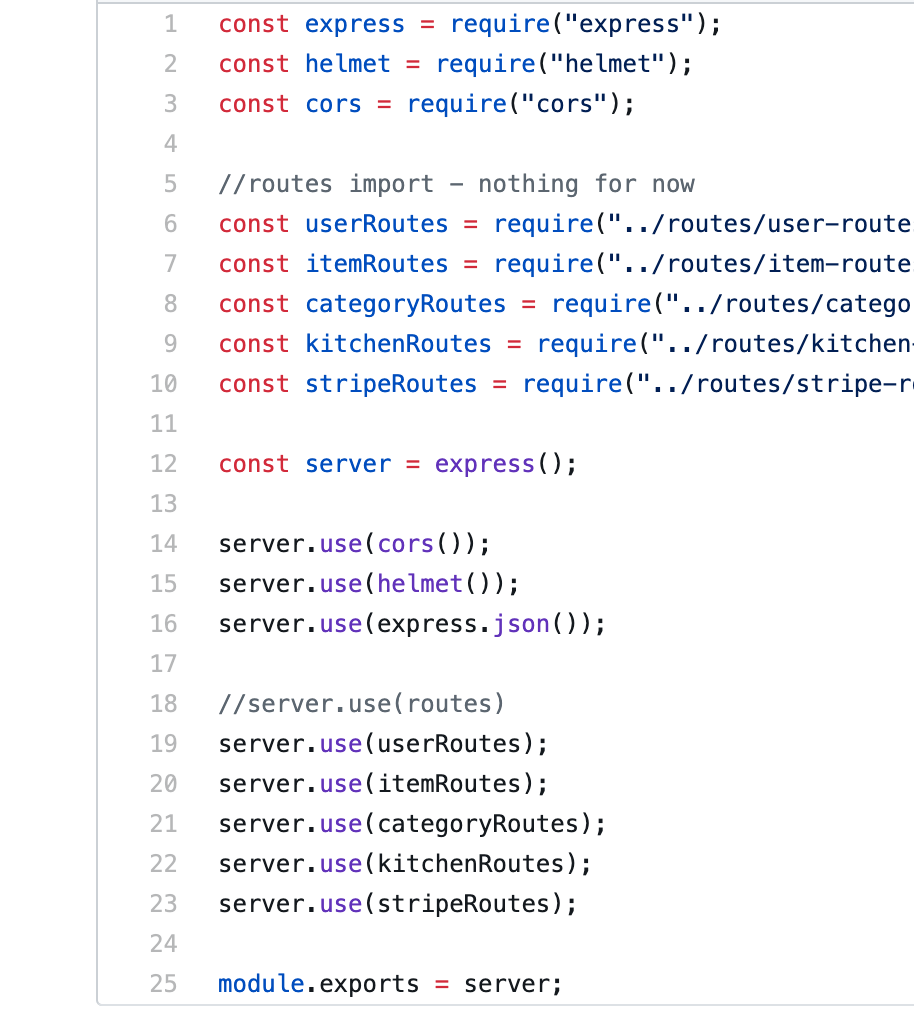 1 const express = require("express");
2 const helmet = require("helmet");
3 const cors = require("cors");
4
5 //routes import – nothing for now
6 const userRoutes = require("../routes/user–route
7 const itemRoutes = require("../routes/item–route
8 const categoryRoutes = require("../routes/catego
9 const kitchenRoutes = require("../routes/kitchen
10 const stripeRoutes = require("../routes/stripe–r
11
12 const server = express();
13
14 server.use(cors());
15 server.use(helmet());
16 server.use(express.json());
17
18 //server.use(routes)
19 server.use(userRoutes);
20 server.use(itemRoutes);
21 server.use(categoryRoutes);
22 server.use(kitchenRoutes);
23 server.use(stripeRoutes);
24
25 module.exports = server;